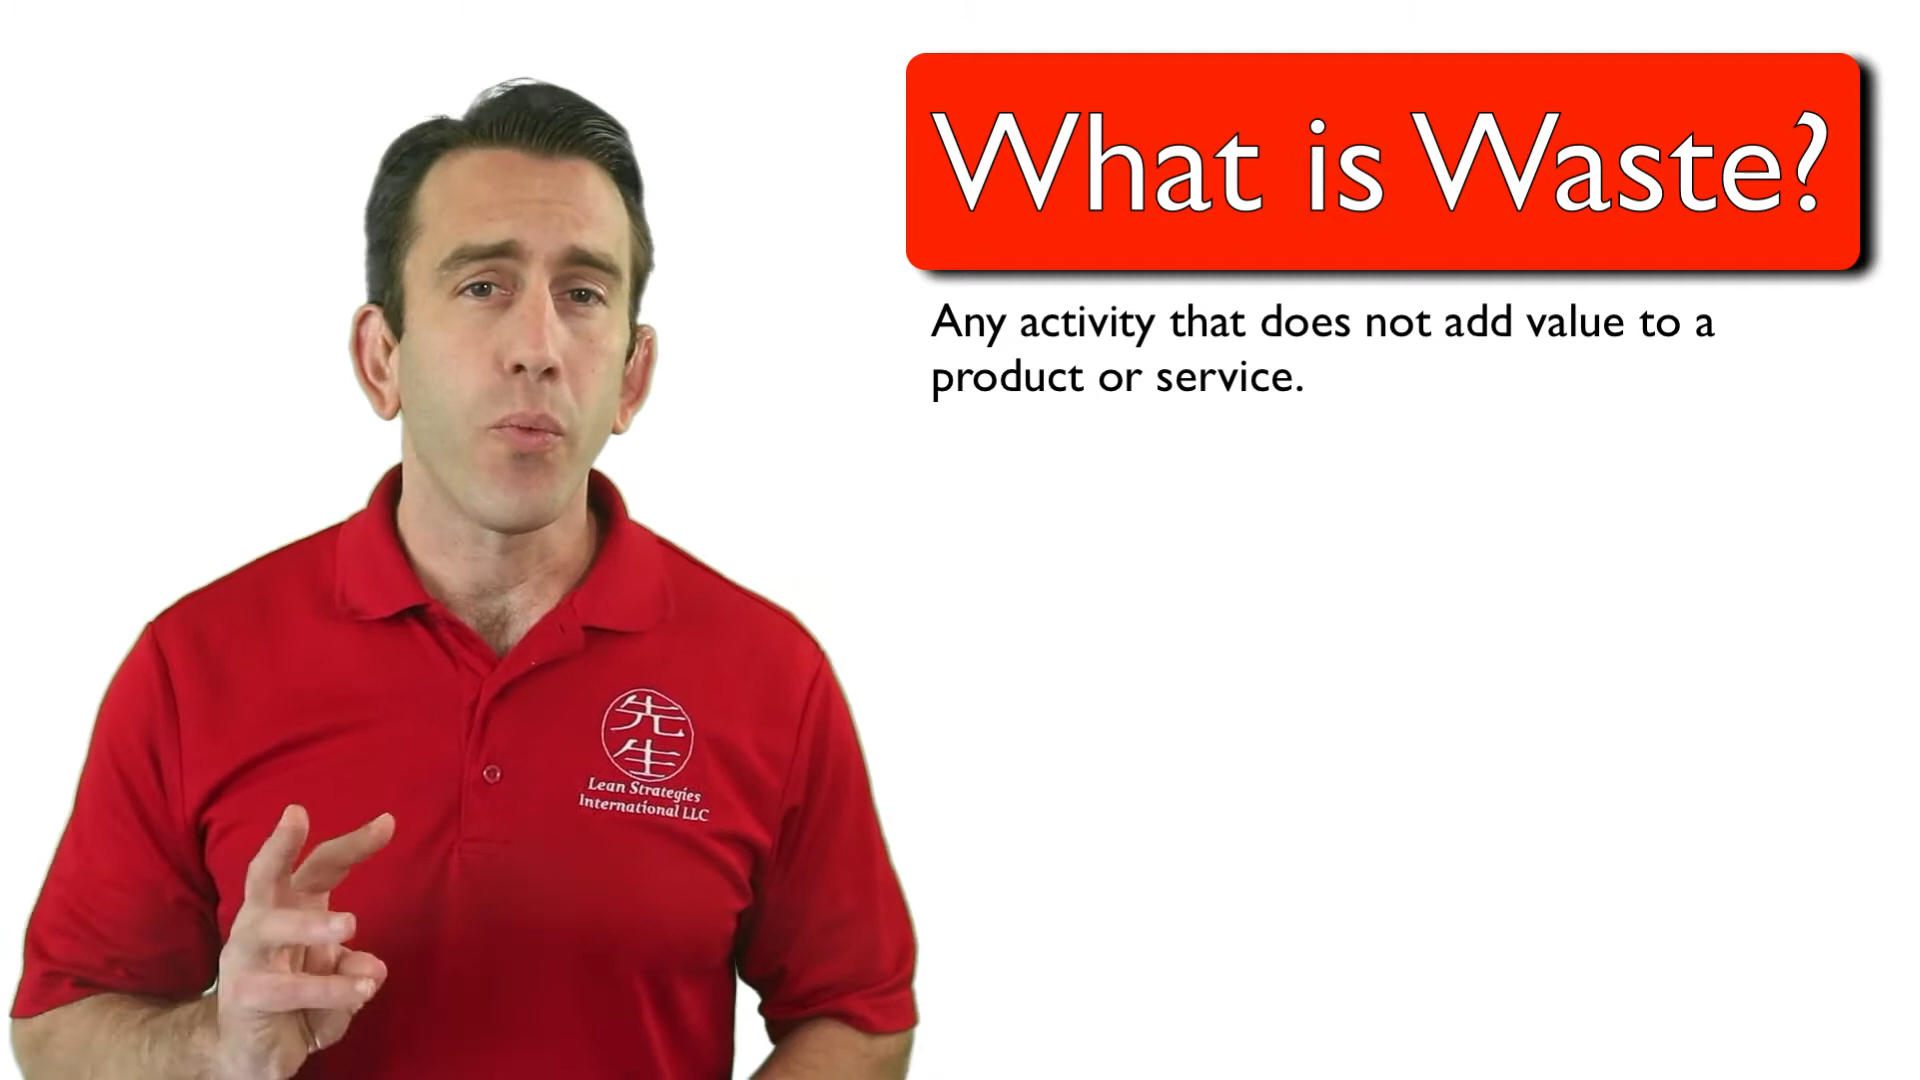 What is Waste?
Any activity that does not add value to a
product or service.
先
生
Lean Strategies
International LLC